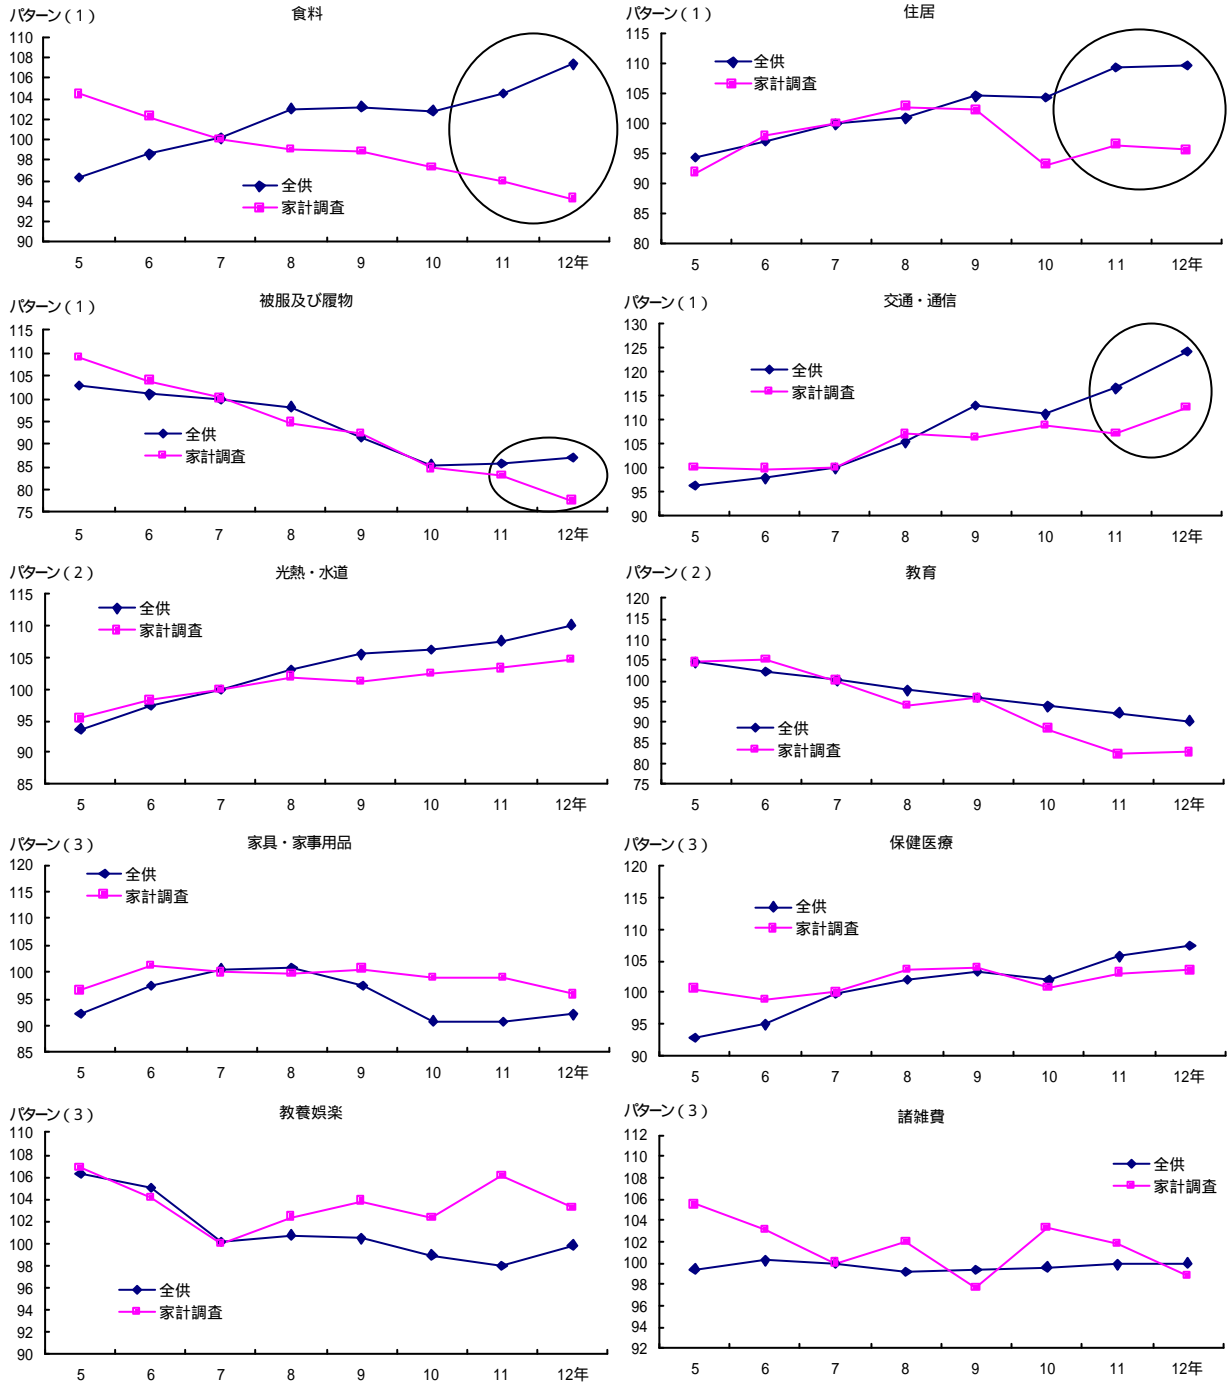 パターン(1)
食料
110
108
106
104
102
100
98
96
94
92
90
全供
家計調査
5 6 7 8 9 10 11 12年
パターン(1)
住居
115
110
105
100
95
90
85
80
全供
家計調査
5 6 7 8 9 10 11 12年
パターン(1)
被服及び履物
115
110
105
100
95
90
85
80
75
全供
家計調査
5 6 7 8 9 10 11 12年
パターン(1)
交通・通信
130
125
120
115
110
105
100
95
90
全供
家計調査
5 6 7 8 9 10 11 12年
パターン(2)
光熱・水道
115
110
105
100
95
90
85
全供
家計調査
5 6 7 8 9 10 11 12年
パターン(2)
教育
120
115
110
105
100
95
90
85
80
75
全供
家計調査
5 6 7 8 9 10 11 12年
パターン(3)
家具・家事用品
120
115
110
105
100
95
90
85
全供
家計調査
5 6 7 8 9 10 11 12年
パターン(3)
保健医療
120
115
110
105
100
95
90
全供
家計調査
5 6 7 8 9 10 11 12年
パターン(3)
教養娯楽
110
108
106
104
102
100
98
96
94
92
90
全供
家計調査
5 6 7 8 9 10 11 12年
パターン(3)
諸雑費
112
110
108
106
104
102
100
98
96
94
92
全供
家計調査
5 6 7 8 9 10 11 12年